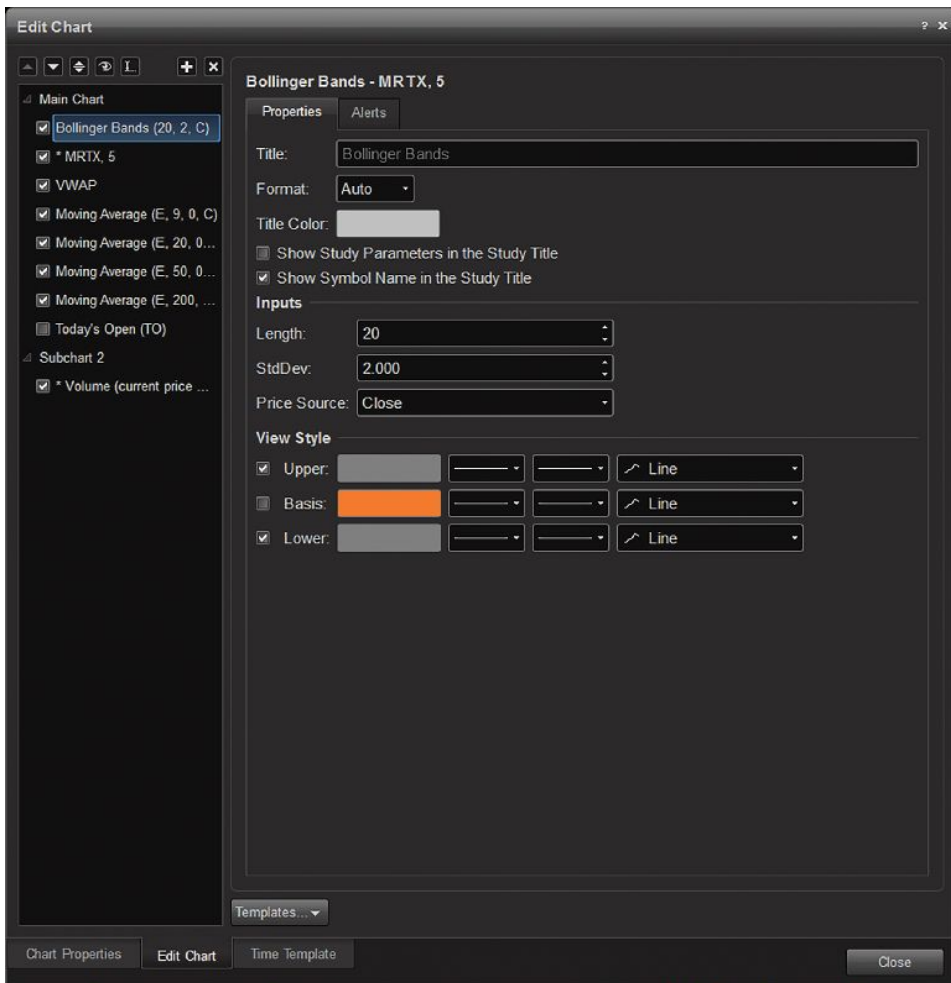 Edit Chart
Main Chart
Bollinger Bands (20, 2, C)
* MRTX, 5
VWAP
Moving Average (E, 9, 0, C)
Moving Average (E, 20, 0...
Moving Average (E, 50, 0...
Moving Average (E, 200, ...
Today's Open (TO)
Subchart 2
* Volume (current price ...
Bollinger Bands - MRTX, 5
Properties Alerts
Title: Bollinger Bands
Format: Auto
Title Color:
Show Study Parameters in the Study Title
Show Symbol Name in the Study Title
Inputs
Length: 20
StdDev: 2.000
Price Source: Close
View Style
Upper: Line
Basis: Line
Lower: Line
Templates...
Chart Properties Edit Chart Time Template Close